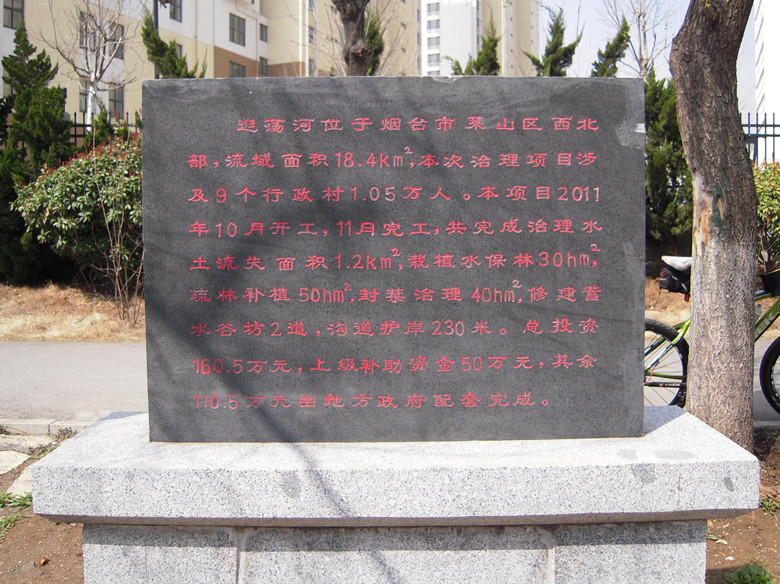 逛荡河位于烟台市莱山区西北
部,流域面积18.4km²,本次治理项目涉
及9个行政村1.05万人。本项目2011
年10月开工,11月完工,共完成治理水
土流失面积1.2km²,栽植水保林30hm²,
疏林补植50hm²,封禁治理40hm²,修建蓄
水谷坊2道,沟道护岸230米。总投资
160.5万元,上级补助资金50万元,其余
110.5万元由地方政府配套完成。